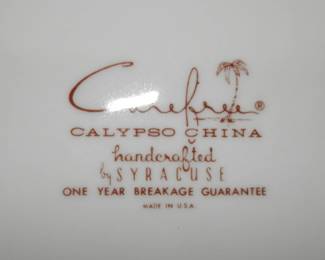 Carefree®
CALYPSO CHINA
handcrafted
by SYRACUSE
ONE YEAR BREAKAGE GUARANTEE
MADE IN U.S.A.